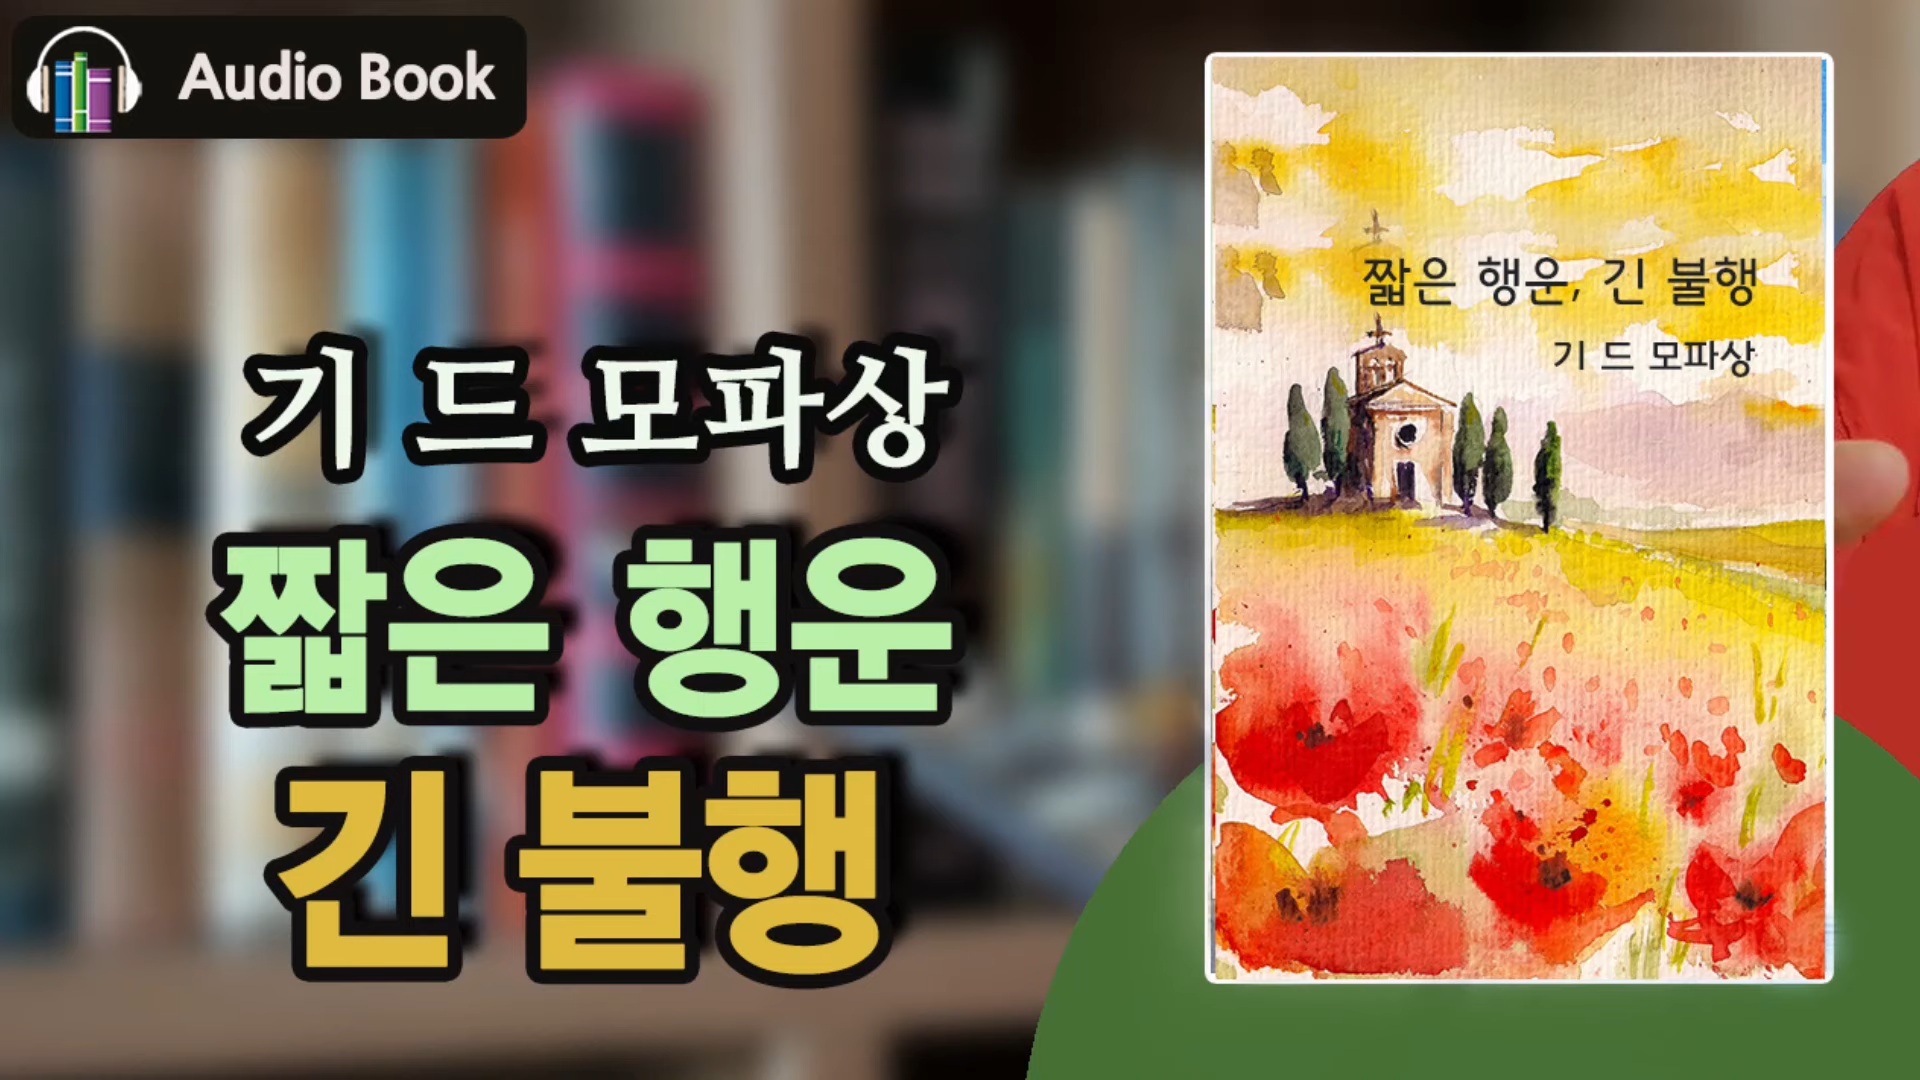 Audio Book
기 드 모파상
짧은 행운
긴 불행
짧은 행운, 긴 불행
기 드 모파상